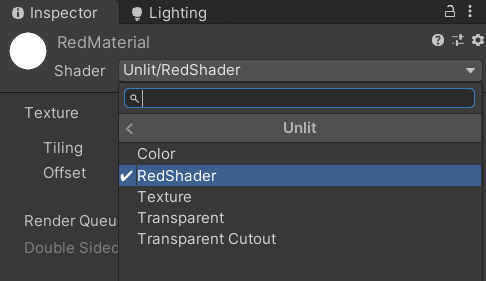 Inspector
Lighting
RedMaterial
Shader
Unlit/RedShader
Texture
Unlit
Tiling
Color
Offset
RedShader
Texture
Render Queu
Transparent
Double Sided
Transparent Cutout